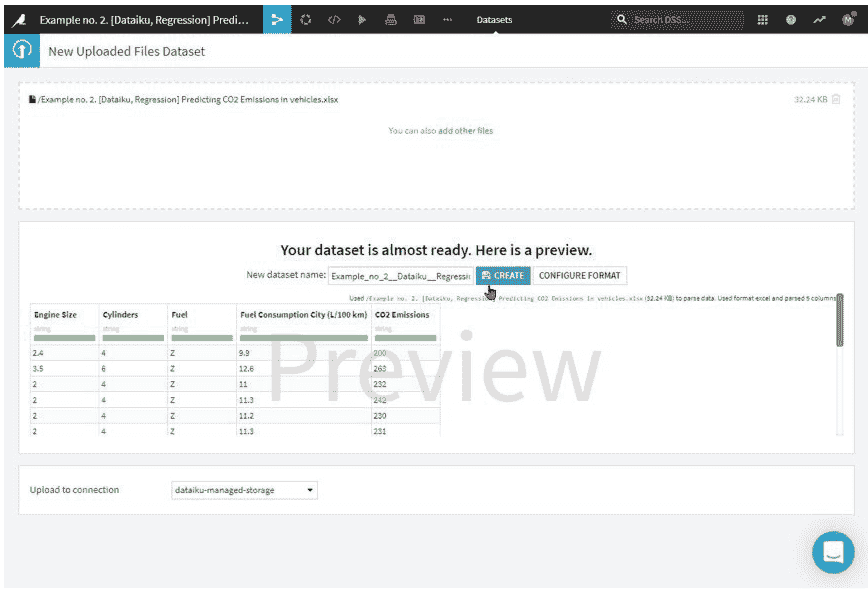 Example no. 2. [Dataiku, Regression] Predi... Datasets Search DSS...
New Uploaded Files Dataset
/Example no. 2. [Dataiku, Regression] Predicting CO2 Emissions in vehicles.xlsx 32.24 KB
You can also add other files
Your dataset is almost ready. Here is a preview.
New dataset name: Example_no_2__Dataiku__Regressi CREATE CONFIGURE FORMAT
Used /Example no. 2. [Dataiku, Regression] Predicting CO2 Emissions in vehicles.xlsx (32.24 KB) to parse data. Used format excel and parsed 5 columns
Engine Size Cylinders Fuel Fuel Consumption City (L/100 km) CO2 Emissions
string string string string string
2.4 4 Z 9.9 200
3.5 6 Z 12.6 263
2 4 Z 11 232
2 4 Z 11.3 242
2 4 Z 11.2 230
2 4 Z 11.3 231
Preview
Upload to connection dataiku-managed-storage